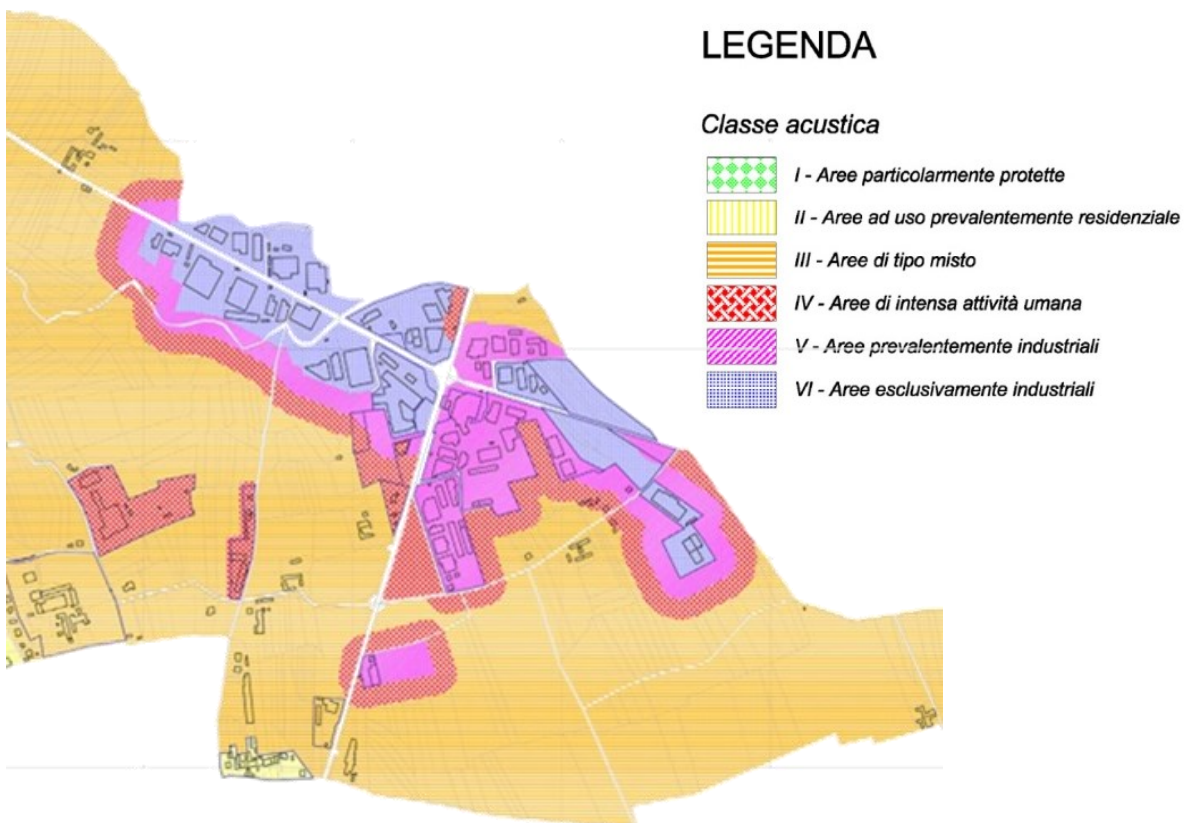 LEGENDA
Classe acustica
I - Aree particolarmente protette
II - Aree ad uso prevalentemente residenziale
III - Aree di tipo misto
IV - Aree di intensa attività umana
V - Aree prevalentemente industriali
VI - Aree esclusivamente industriali